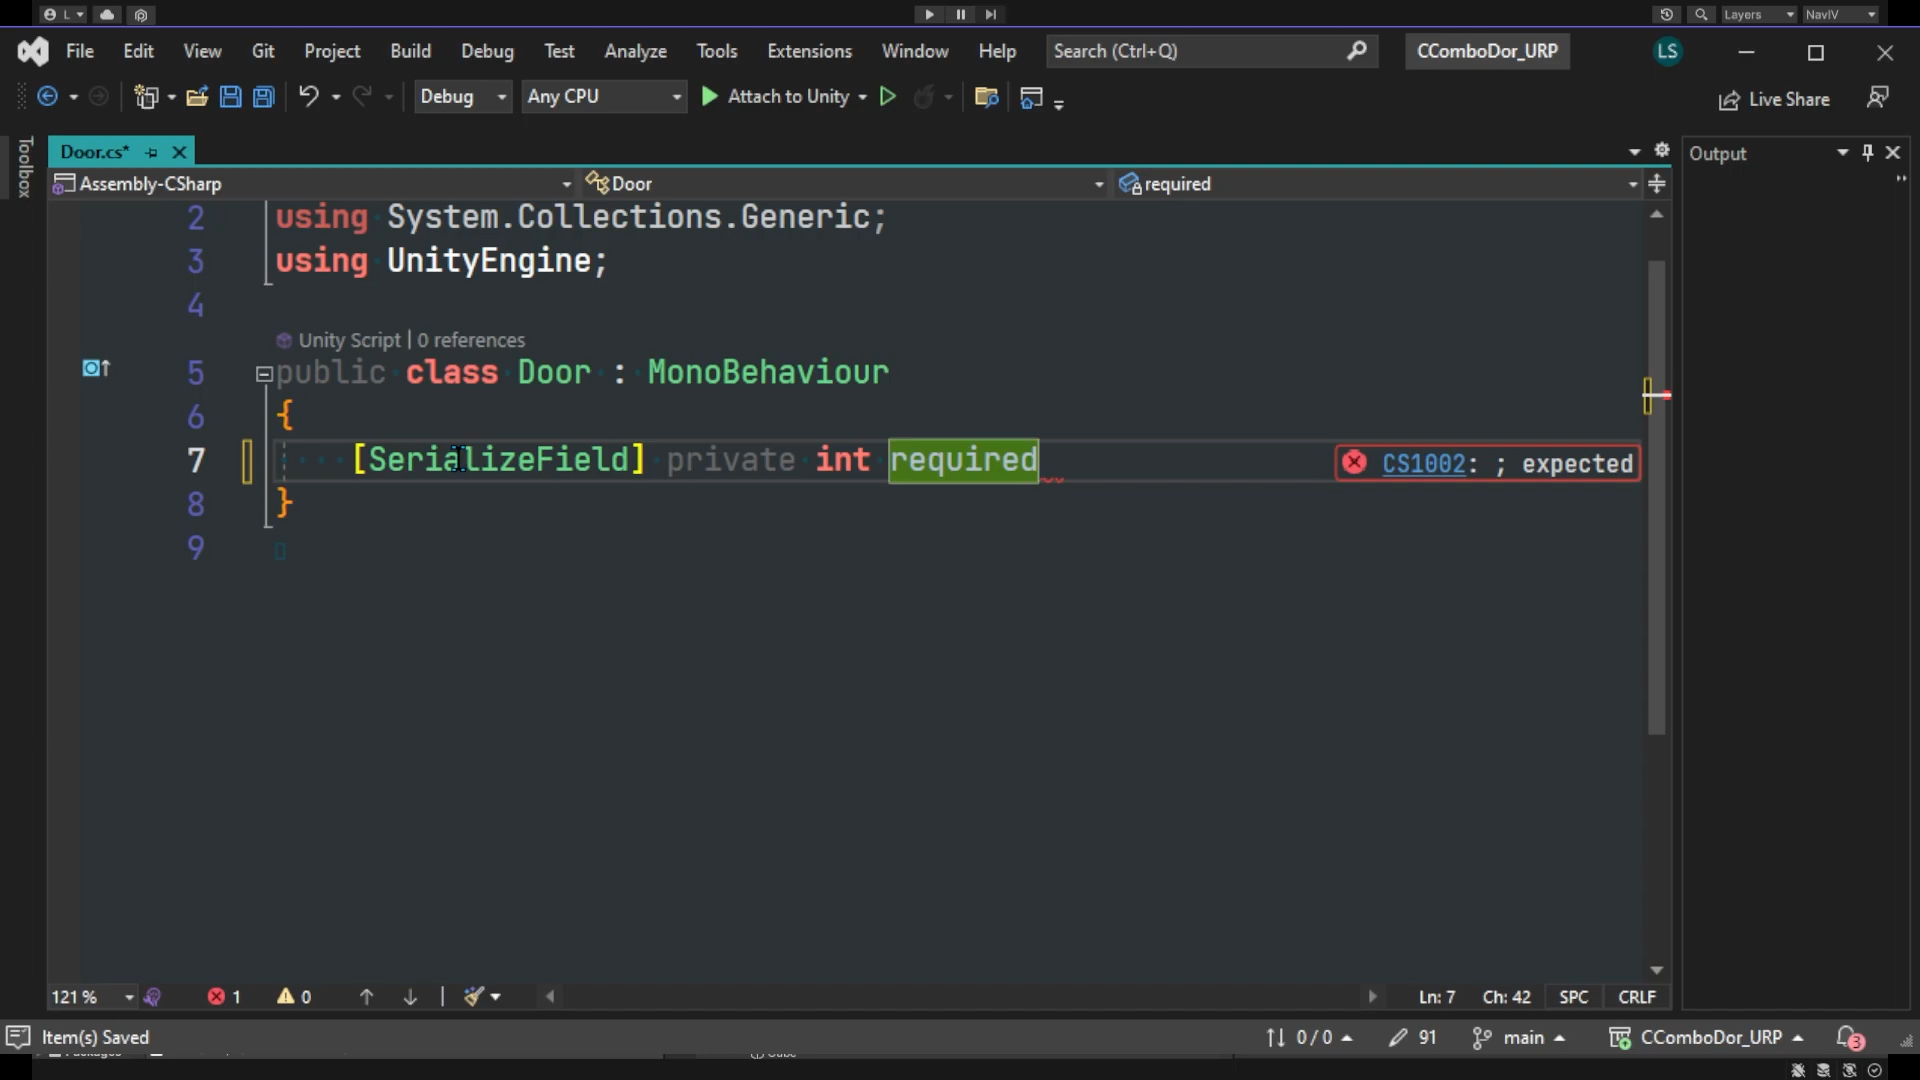 L
Layers
NavIV
File Edit View Git Project Build Debug Test Analyze Tools Extensions Window Help Search (Ctrl+Q) CComboDor_URP LS
Debug Any CPU Attach to Unity Live Share
Toolbox
Door.cs*
Output
Assembly-CSharp Door required
2 using System.Collections.Generic;
3 using UnityEngine;
4
Unity Script | 0 references
5 public class Door : MonoBehaviour
6 {
7 [SerializeField] private int required CS1002: ; expected
8 }
9
121 % 1 0 Ln: 7 Ch: 42 SPC CRLF
Item(s) Saved 0 / 0 91 main CComboDor_URP 3